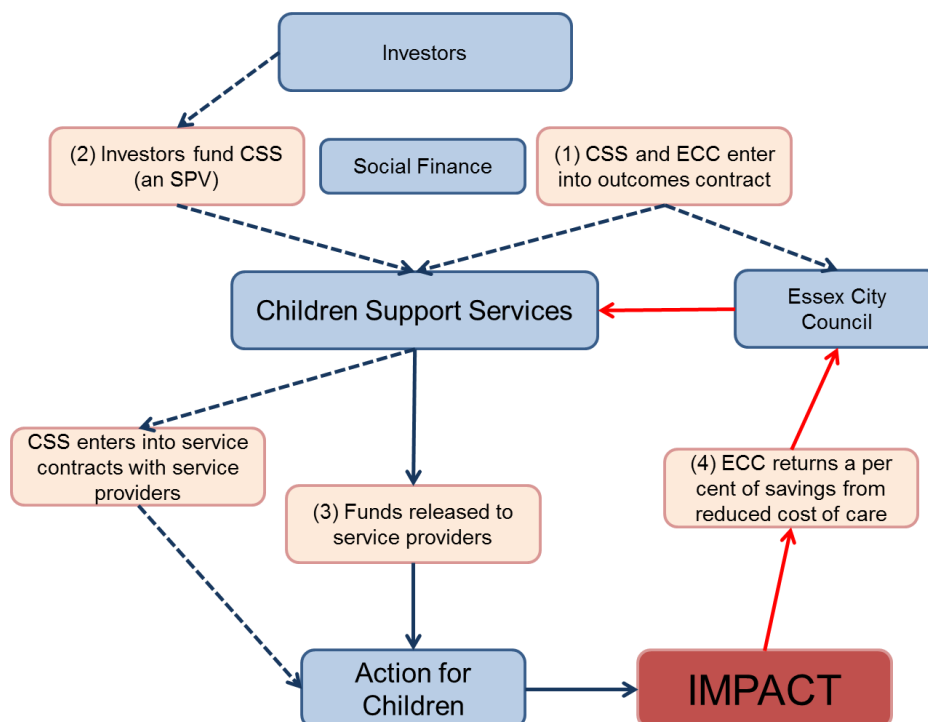 Investors
(2) Investors fund CSS
(an SPV)
Social Finance
(1) CSS and ECC enter
into outcomes contract
Children Support Services
Essex City
Council
CSS enters into service
contracts with service
providers
(3) Funds released to
service providers
(4) ECC returns a per
cent of savings from
reduced cost of care
Action for
Children
IMPACT